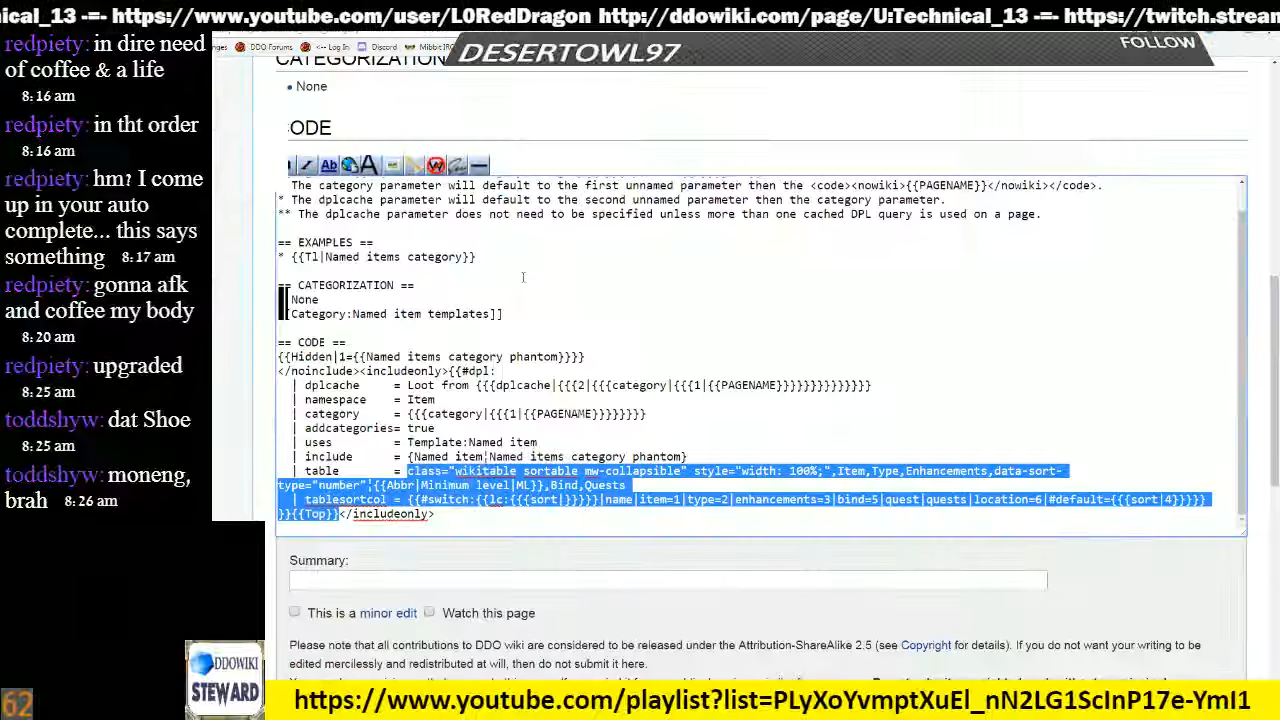 nical_13 -=- https://www.youtube.com/user/L0RedDragon http://ddowiki.com/page/U:Technical_13 -=- https://twitch.strean
redpiety: in dire need
of coffee & a life
8:16 am
redpiety: in tht order
8:16 am
redpiety: hm? I come
up in your auto
complete... this says
something 8:17 am
redpiety: gonna afk
and coffee my body
8:20 am
redpiety: upgraded
8:25 am
toddshyw: dat Shoe
8:25 am
toddshyw: moneng,
brah 8:26 am
nges DDO Forums <-- Log In Discord Mibbit IRC
DESERTOWL97
FOLLOW
CATEGORIZATION
None
CODE
Ab A W
The category parameter will default to the first unnamed parameter then the <code><nowiki>{{PAGENAME}}</nowiki></code>.
* The dplcache parameter will default to the second unnamed parameter then the category parameter.
** The dplcache parameter does not need to be specified unless more than one cached DPL query is used on a page.
== EXAMPLES ==
* {{Tl|Named items category}}
== CATEGORIZATION ==
None
[Category:Named item templates]]
== CODE ==
{{Hidden|1={{Named items category phantom}}}}
</noinclude><includeonly>{{#dpl:
| dplcache = Loot from {{{dplcache|{{{2|{{{category|{{{1|{{PAGENAME}}}}}}}}}}}}}}
| namespace = Item
| category = {{{category|{{{1|{{PAGENAME}}}}}}}}
| addcategories= true
| uses = Template:Named item
| include = {Named item¦Named items category phantom}
| table = class="wikitable sortable mw-collapsible" style="width: 100%;",Item,Type,Enhancements,data-sort-
type="number"¦{{Abbr|Minimum level|ML}},Bind,Quests
| tablesortcol = {{#switch:{{lc:{{{sort|}}}}}|name|item=1|type=2|enhancements=3|bind=5|quest|quests|location=6|#default={{{sort|4}}}}}
}}{{Top}}</includeonly>
Summary:
This is a minor edit Watch this page
Please note that all contributions to DDO wiki are considered to be released under the Attribution-ShareAlike 2.5 (see Copyright for details). If you do not want your writing to be
edited mercilessly and redistributed at will, then do not submit it here.
DDOWIKI
STEWARD
62
https://www.youtube.com/playlist?list=PLyXoYvmptXuEl_nN2LG1ScInP17e-YmI1